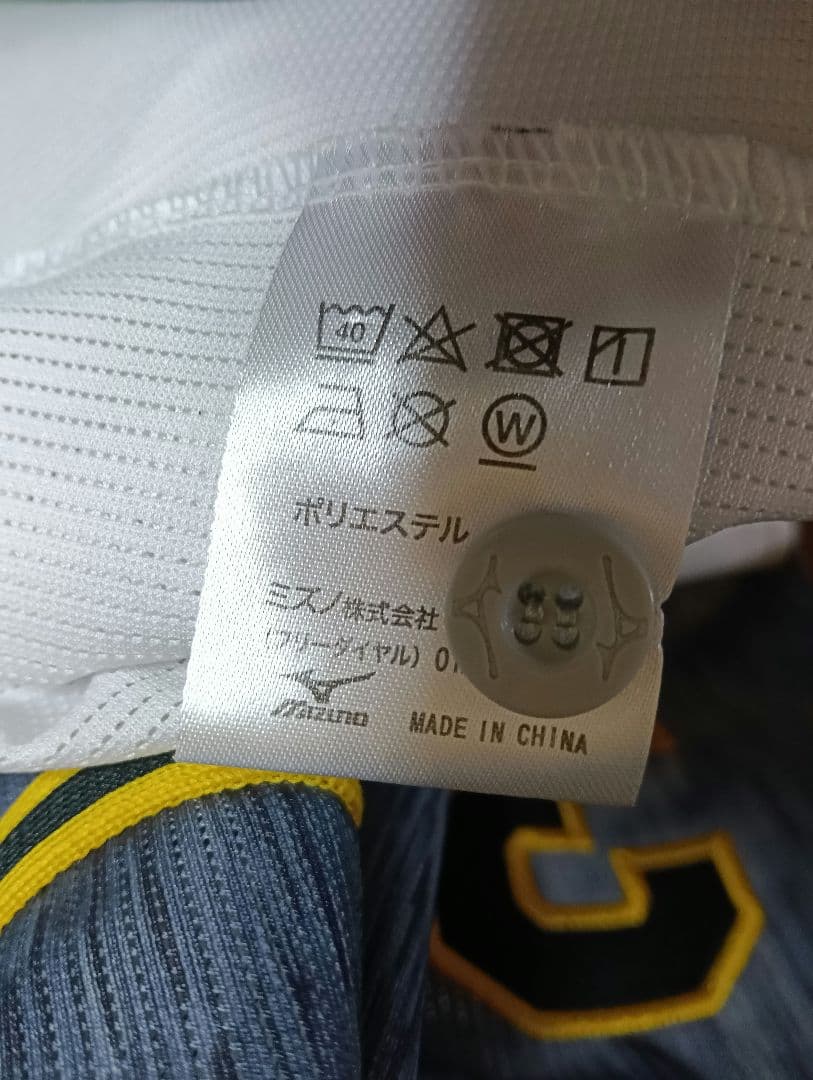 40
W
ポリエステル
ミズノ株式会社
(フリーダイヤル) 01
MIZUNO MADE IN CHINA